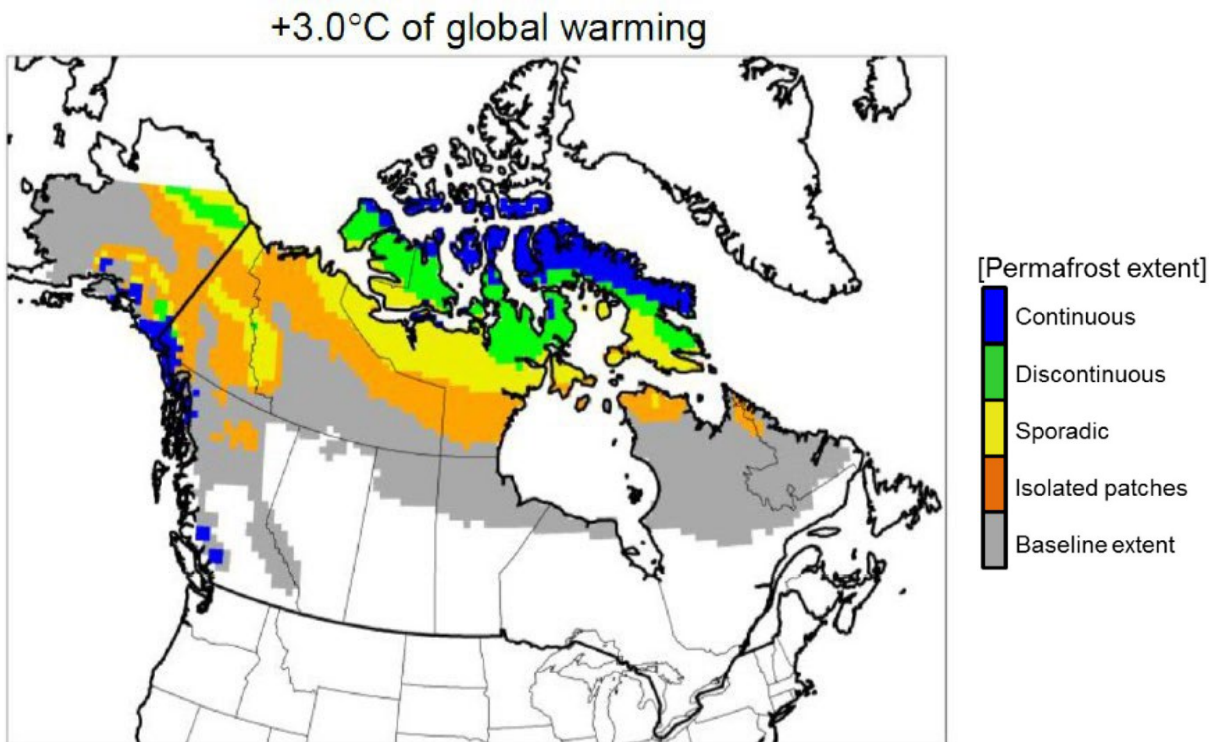 +3.0°C of global warming
[Permafrost extent]
Continuous
Discontinuous
Sporadic
Isolated patches
Baseline extent